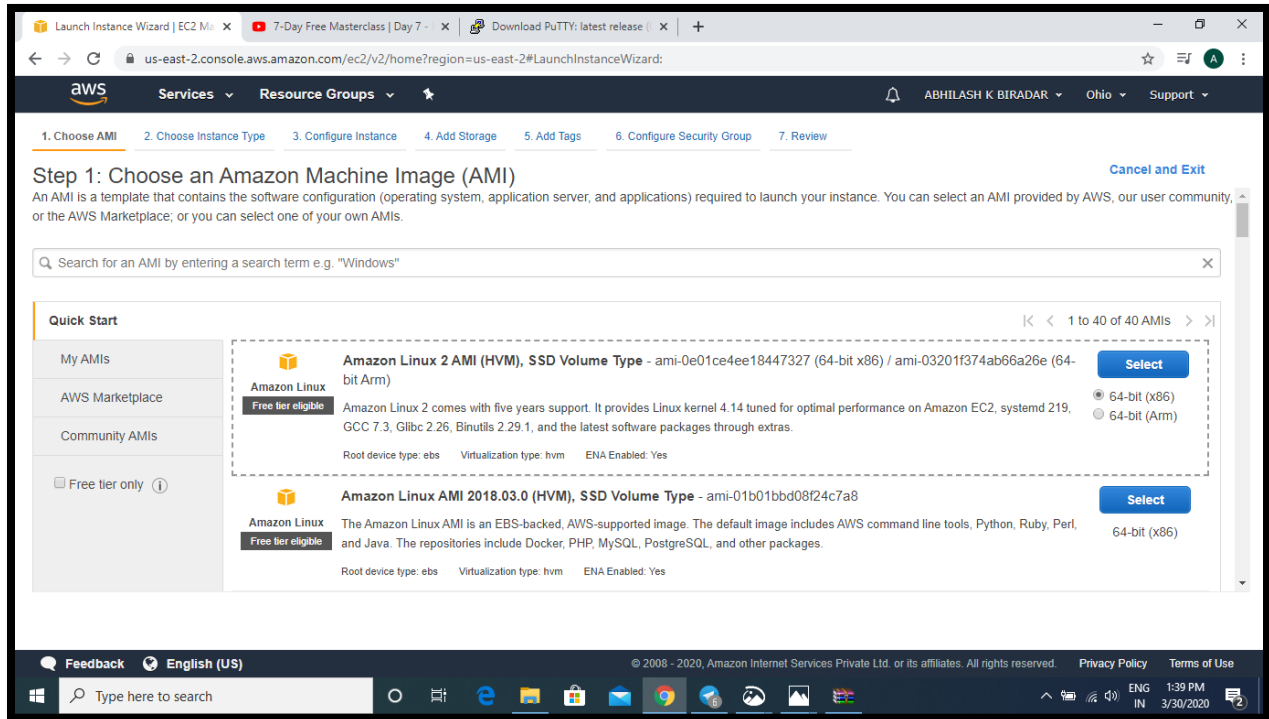 Launch Instance Wizard | EC2 Ma
7-Day Free Masterclass | Day 7 -
Download PuTTY: latest release (
us-east-2.console.aws.amazon.com/ec2/v2/home?region=us-east-2#LaunchInstanceWizard:
A
aws
Services
Resource Groups
ABHILASH K BIRADAR
Ohio
Support
1. Choose AMI
2. Choose Instance Type
3. Configure Instance
4. Add Storage
5. Add Tags
6. Configure Security Group
7. Review
Step 1: Choose an Amazon Machine Image (AMI)
Cancel and Exit
An AMI is a template that contains the software configuration (operating system, application server, and applications) required to launch your instance. You can select an AMI provided by AWS, our user community,
or the AWS Marketplace; or you can select one of your own AMIs.
Search for an AMI by entering a search term e.g. "Windows"
Quick Start
1 to 40 of 40 AMIs
My AMIs
AWS Marketplace
Community AMIs
Free tier only
Amazon Linux
Free tier eligible
Amazon Linux 2 AMI (HVM), SSD Volume Type - ami-0e01ce4ee18447327 (64-bit x86) / ami-03201f374ab66a26e (64-
bit Arm)
Amazon Linux 2 comes with five years support. It provides Linux kernel 4.14 tuned for optimal performance on Amazon EC2, systemd 219,
GCC 7.3, Glibc 2.26, Binutils 2.29.1, and the latest software packages through extras.
Root device type: ebs
Virtualization type: hvm
ENA Enabled: Yes
Select
64-bit (x86)
64-bit (Arm)
Amazon Linux
Free tier eligible
Amazon Linux AMI 2018.03.0 (HVM), SSD Volume Type - ami-01b01bbd08f24c7a8
The Amazon Linux AMI is an EBS-backed, AWS-supported image. The default image includes AWS command line tools, Python, Ruby, Perl,
and Java. The repositories include Docker, PHP, MySQL, PostgreSQL, and other packages.
Root device type: ebs
Virtualization type: hvm
ENA Enabled: Yes
Select
64-bit (x86)
Feedback
English (US)
© 2008 - 2020, Amazon Internet Services Private Ltd. or its affiliates. All rights reserved.
Privacy Policy
Terms of Use
Type here to search
6
ENG
IN
1:39 PM
3/30/2020
2